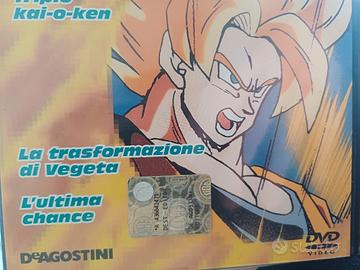 Triplo
kai-o-ken
La trasformazione
di Vegeta
L'ultima
chance
DeAGOSTINI
DVD
VIDEO